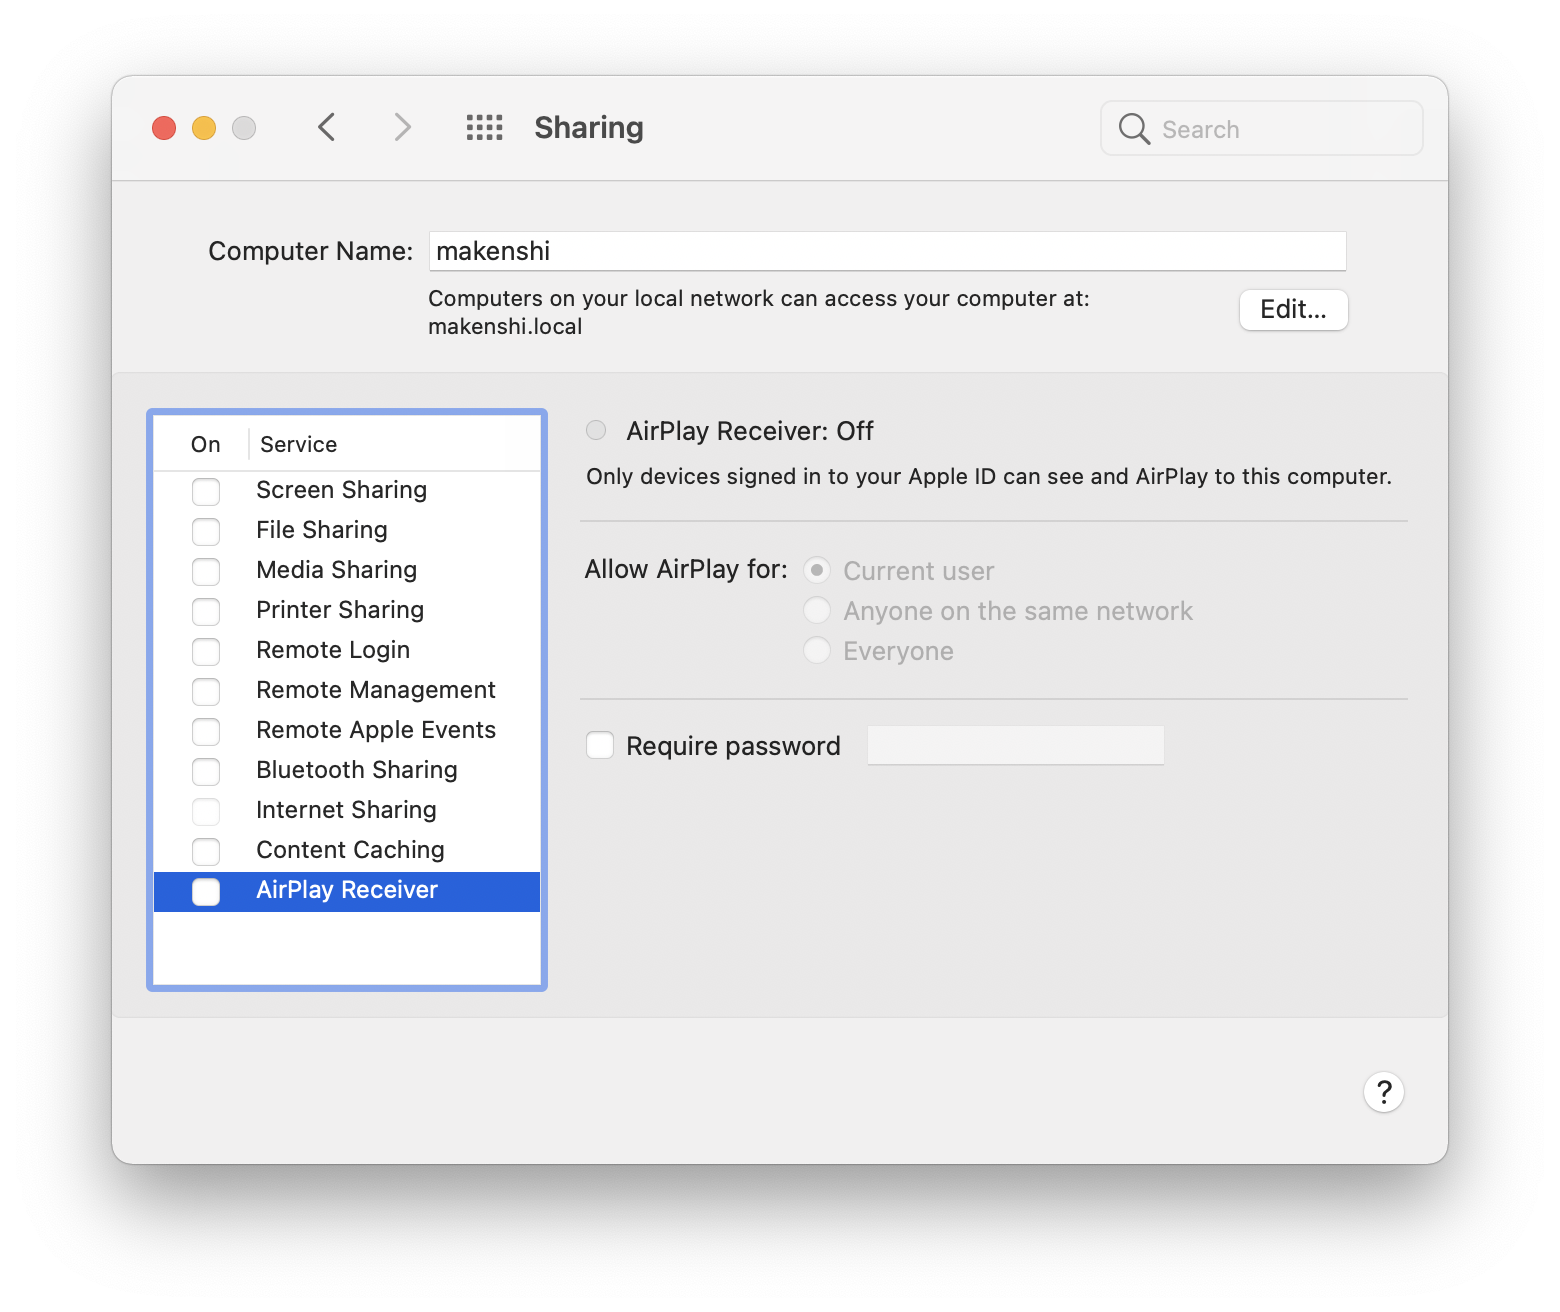 Sharing
Search
Computer Name: makenshi
Computers on your local network can access your computer at:
makenshi.local
Edit...
On Service
Screen Sharing
File Sharing
Media Sharing
Printer Sharing
Remote Login
Remote Management
Remote Apple Events
Bluetooth Sharing
Internet Sharing
Content Caching
AirPlay Receiver
AirPlay Receiver: Off
Only devices signed in to your Apple ID can see and AirPlay to this computer.
Allow AirPlay for: Current user
Anyone on the same network
Everyone
Require password
?